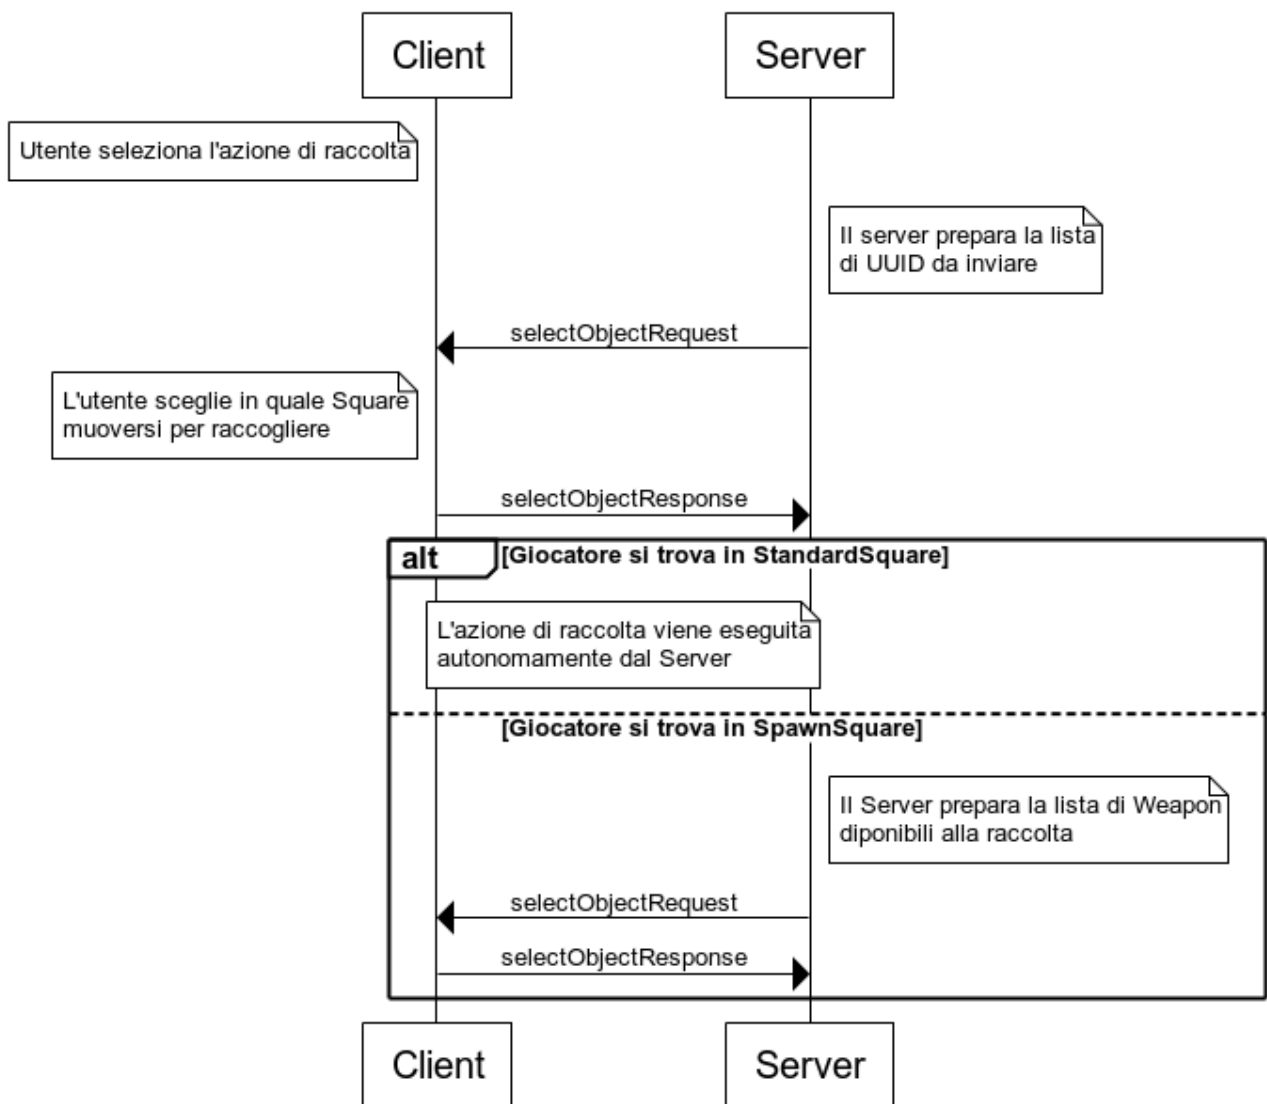 Client
Server
Utente seleziona l'azione di raccolta
Il server prepara la lista
di UUID da inviare
selectObjectRequest
L'utente sceglie in quale Square
muoversi per raccogliere
selectObjectResponse
alt
[Giocatore si trova in StandardSquare]
L'azione di raccolta viene eseguita
autonomamente dal Server
[Giocatore si trova in SpawnSquare]
Il Server prepara la lista di Weapon
diponibili alla raccolta
selectObjectRequest
selectObjectResponse
Client
Server